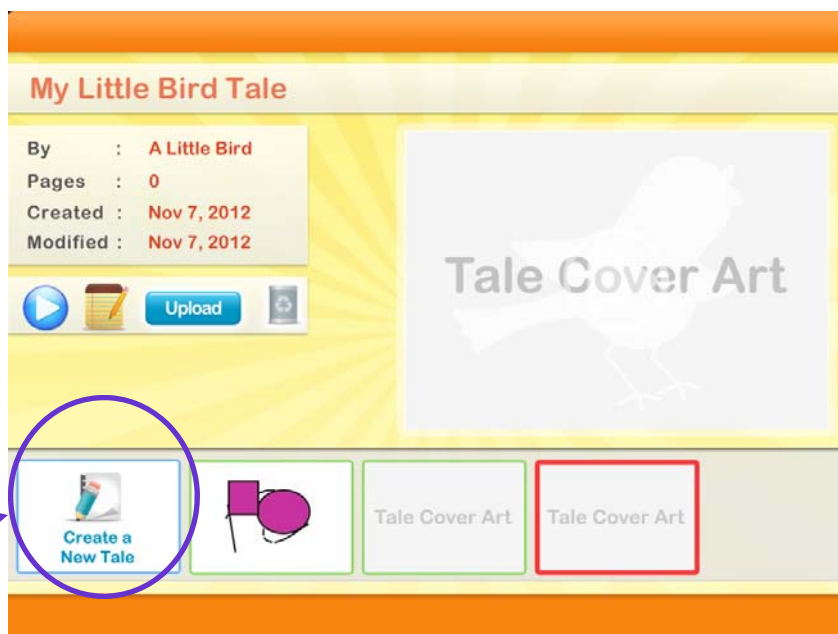 My Little Bird Tale
By : A Little Bird
Pages : 0
Created : Nov 7, 2012
Modified : Nov 7, 2012
Upload
Tale Cover Art
Create a
New Tale
Tale Cover Art
Tale Cover Art